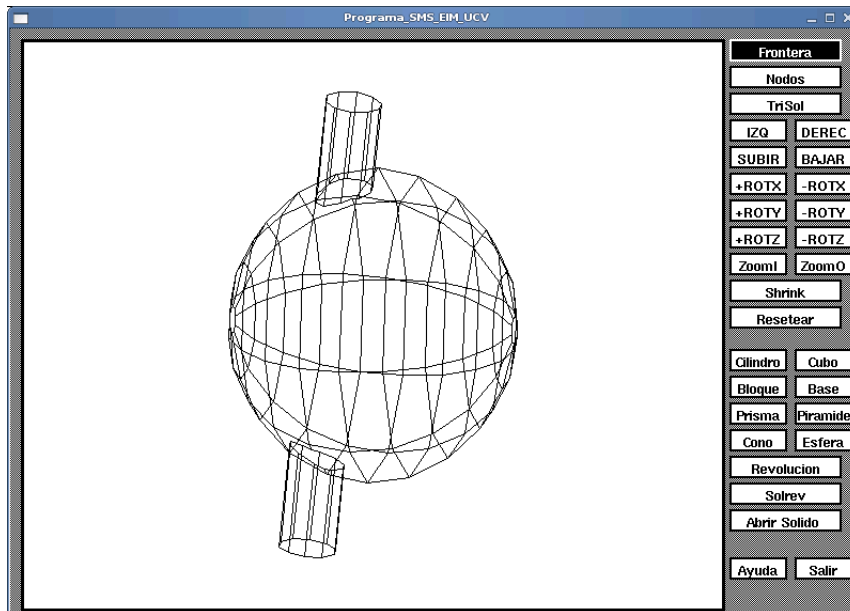 Programa_SMS_EIM_UCV
Frontera
Nodos
TriSol
IZQ DEREC
SUBIR BAJAR
+ROTX -ROTX
+ROTY -ROTY
+ROTZ -ROTZ
ZoomI ZoomO
Shrink
Resetear
Cilindro Cubo
Bloque Base
Prisma Piramide
Cono Esfera
Revolucion
Solrev
Abrir Solido
Ayuda Salir